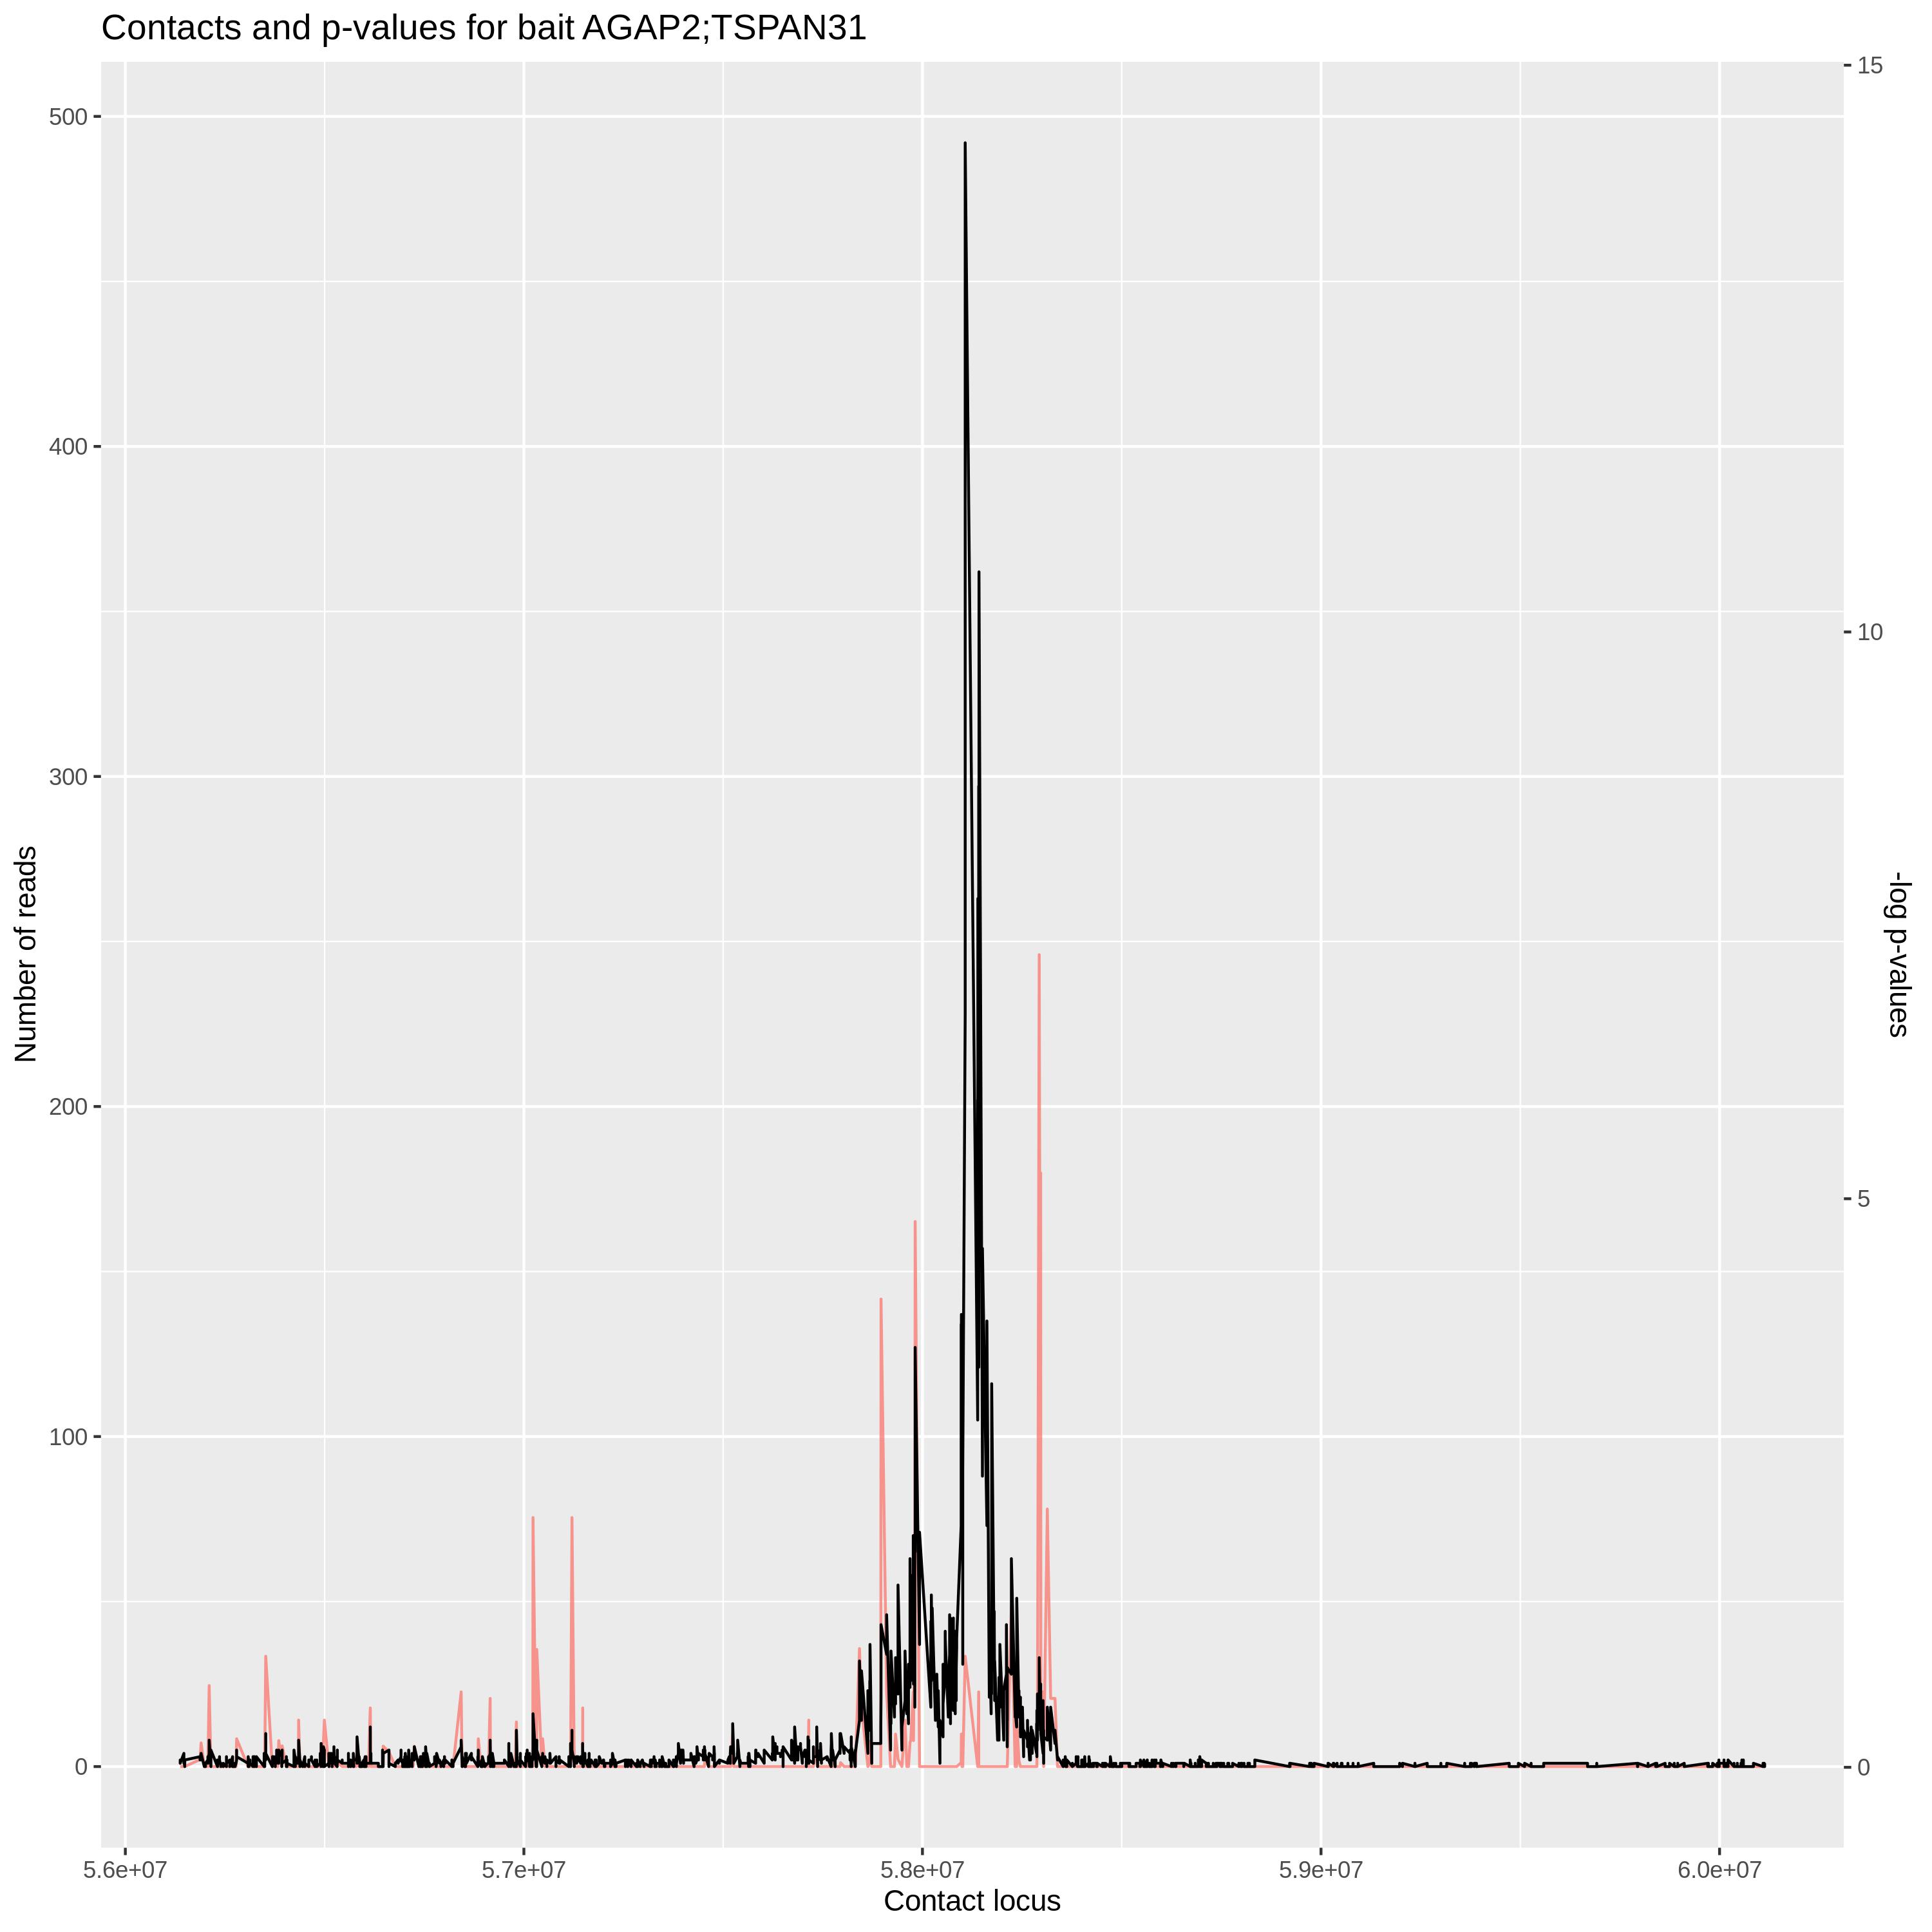 Contacts and p-values for bait AGAP2;TSPAN31
500
400
300
200
100
0
Number of reads
15
10
5
0
-log p-values
5.6e+07
5.7e+07
5.8e+07
5.9e+07
6.0e+07
Contact locus